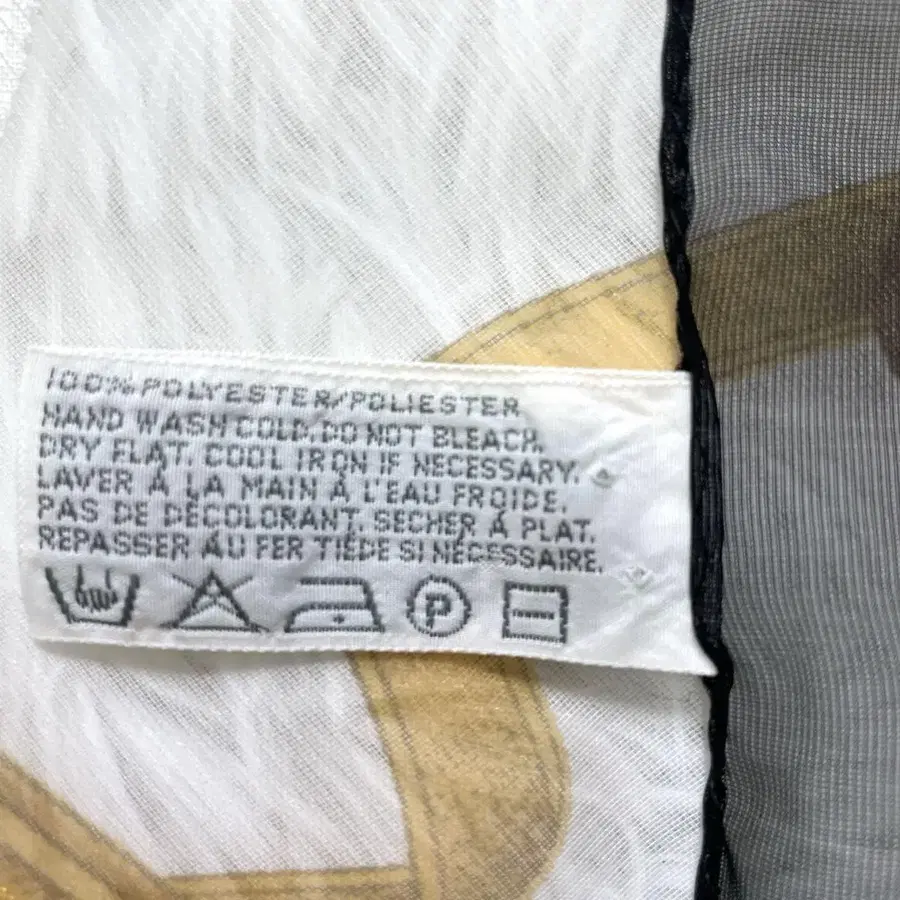 100% POLYESTER/POLIESTER
HAND WASH COLD. DO NOT BLEACH.
DRY FLAT. COOL IRON IF NECESSARY.
LAVER À LA MAIN À L'EAU FROIDE.
PAS DE DÉCOLORANT. SECHER À PLAT.
REPASSER AU FER TIÈDE SI NÉCESSAIRE.
P